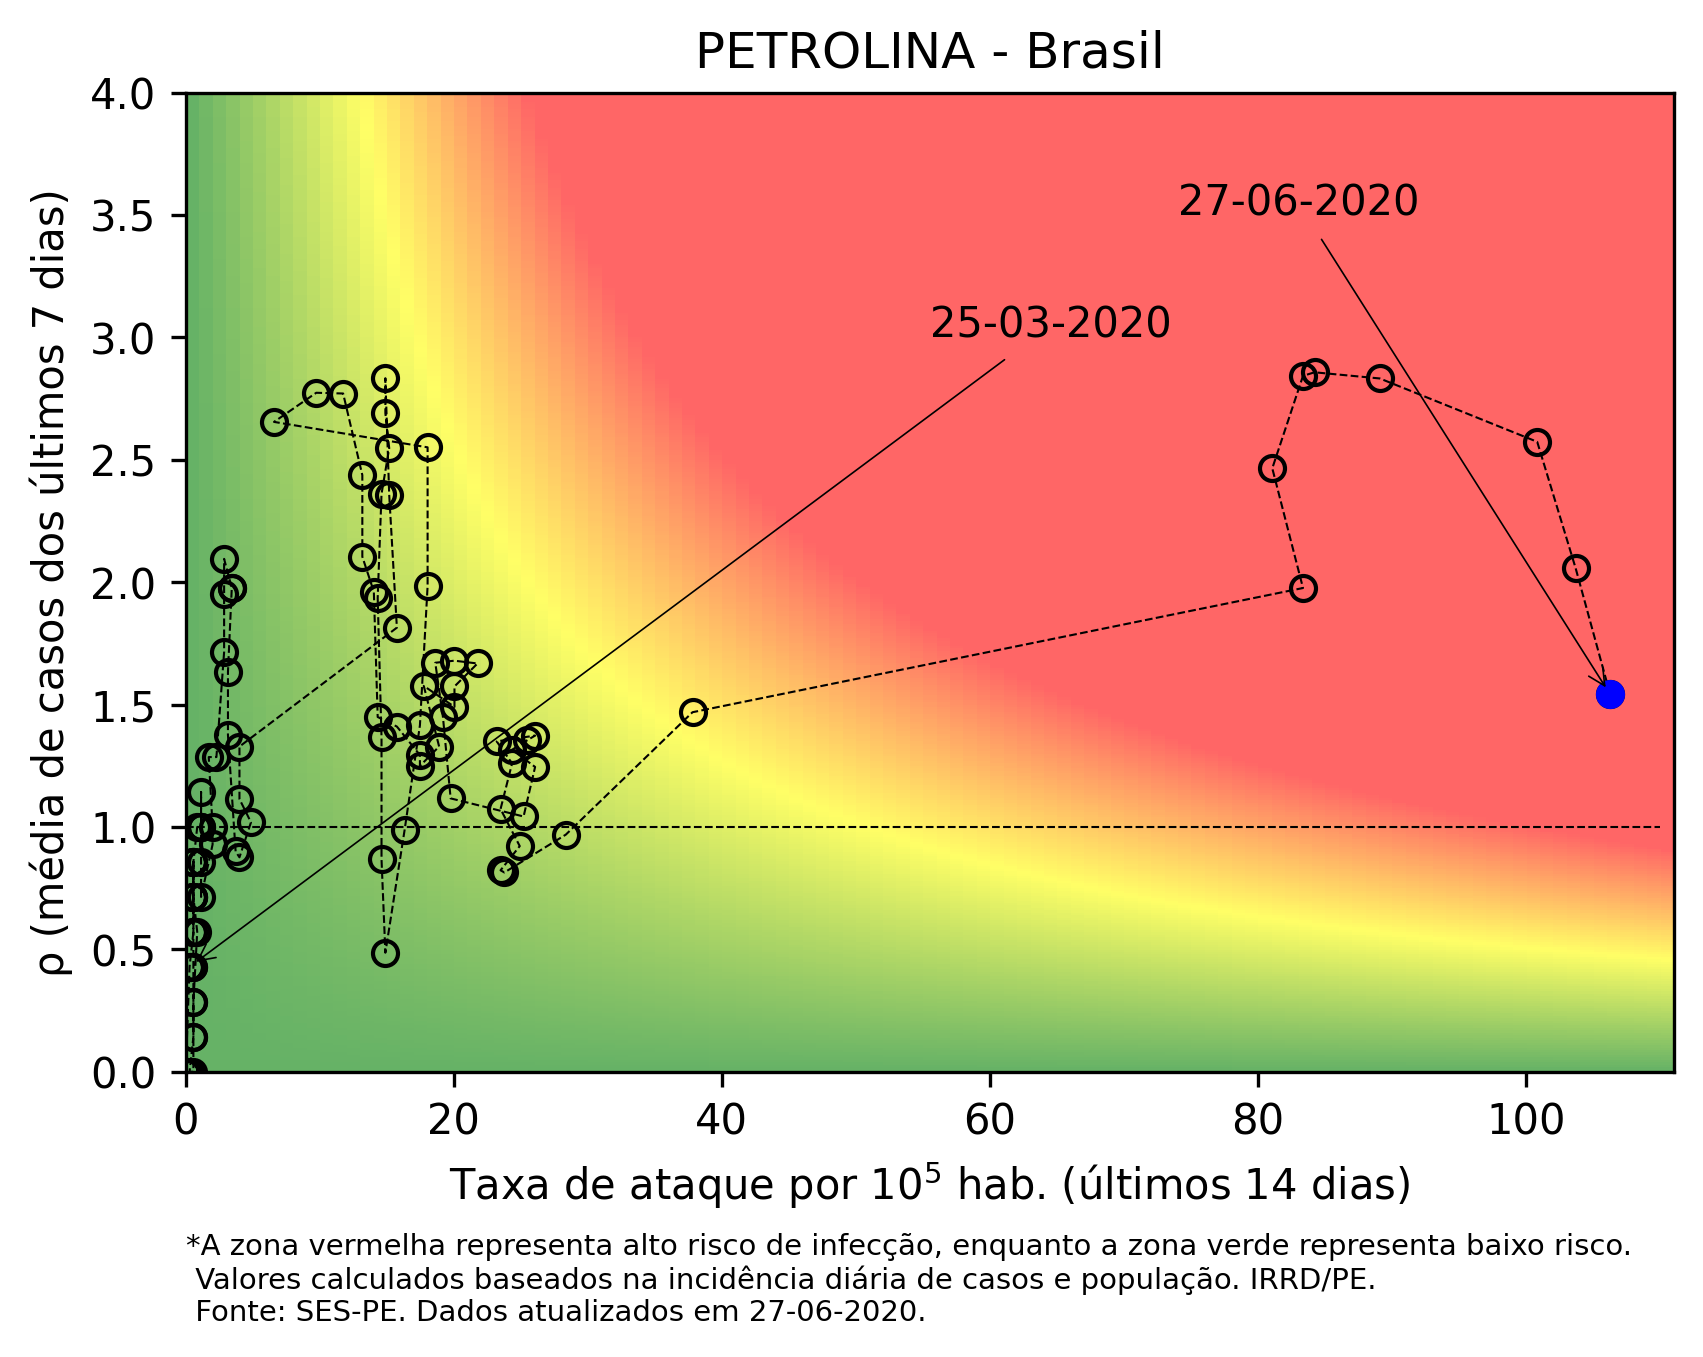 PETROLINA - Brasil
4.0
3.5
3.0
2.5
2.0
1.5
1.0
0.5
0.0
ρ (média de casos dos últimos 7 dias)
27-06-2020
25-03-2020
0 20 40 60 80 100
Taxa de ataque por 10⁵ hab. (últimos 14 dias)
*A zona vermelha representa alto risco de infecção, enquanto a zona verde representa baixo risco.
Valores calculados baseados na incidência diária de casos e população. IRRD/PE.
Fonte: SES-PE. Dados atualizados em 27-06-2020.